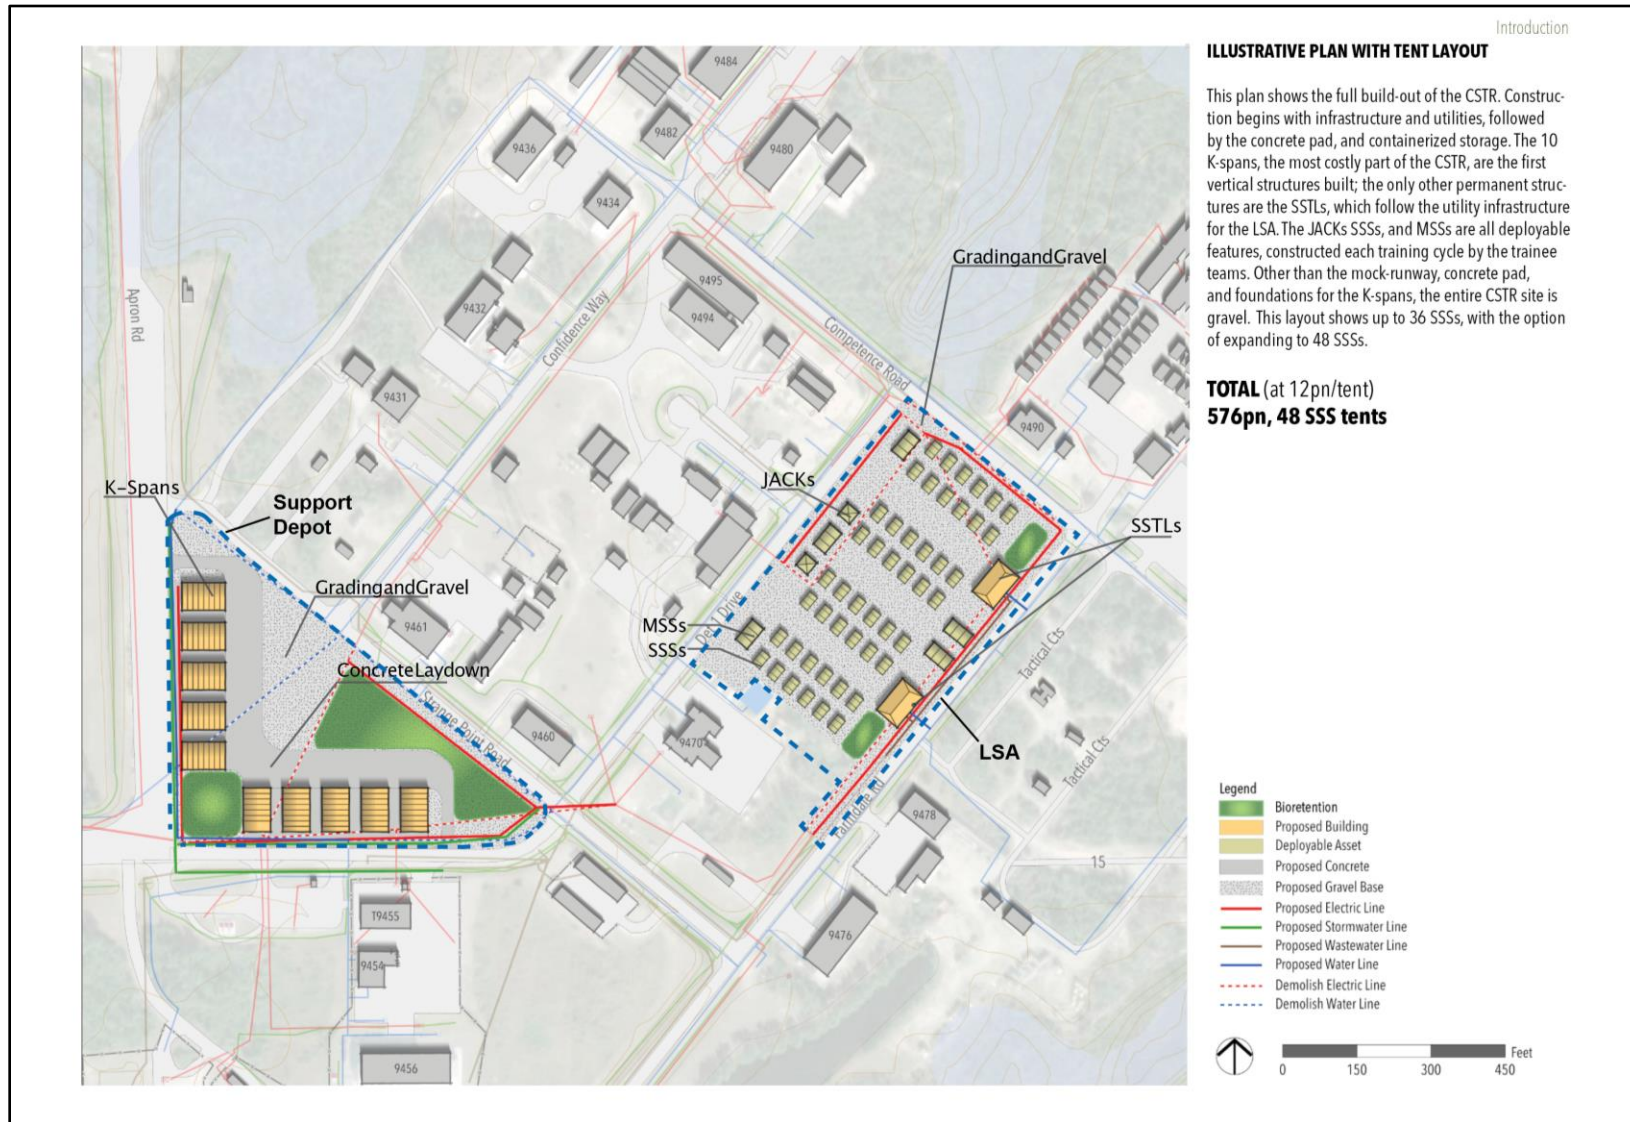 Introduction
ILLUSTRATIVE PLAN WITH TENT LAYOUT
This plan shows the full build-out of the CSTR. Construc-
tion begins with infrastructure and utilities, followed
by the concrete pad, and containerized storage. The 10
K-spans, the most costly part of the CSTR, are the first
vertical structures built; the only other permanent struc-
tures are the SSTLs, which follow the utility infrastructure
for the LSA. The JACKs SSSs, and MSSs are all deployable
features, constructed each training cycle by the trainee
teams. Other than the mock-runway, concrete pad,
and foundations for the K-spans, the entire CSTR site is
gravel. This layout shows up to 36 SSSs, with the option
of expanding to 48 SSSs.
TOTAL (at 12pn/tent)
576pn, 48 SSS tents
9484
9482
9480
9436
9434
9432
9495
9494
9431
9490
9461
9460
9470
9478
9476
T9455
9454
9456
15
Apron Rd
Confidence Way
Competence Road
Strange Point Road
Tactical Cts
Tactical Cts
GradingandGravel
JACKs
SSTLs
K-Spans
Support
Depot
GradingandGravel
MSSs
SSSs
ConcreteLaydown
LSA
Legend
Bioretention
Proposed Building
Deployable Asset
Proposed Concrete
Proposed Gravel Base
Proposed Electric Line
Proposed Stormwater Line
Proposed Wastewater Line
Proposed Water Line
Demolish Electric Line
Demolish Water Line
0 150 300 450 Feet